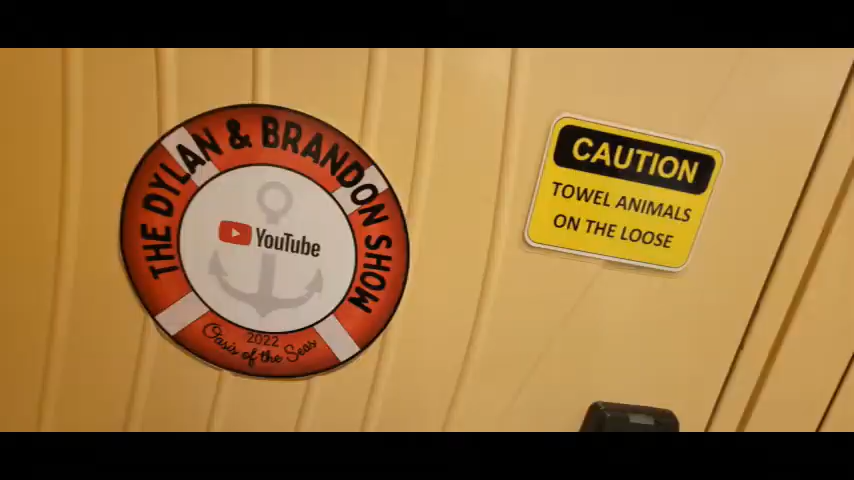 THE DYLAN & BRANDON SHOW
YouTube
2022
Oasis of the Seas
CAUTION
TOWEL ANIMALS
ON THE LOOSE